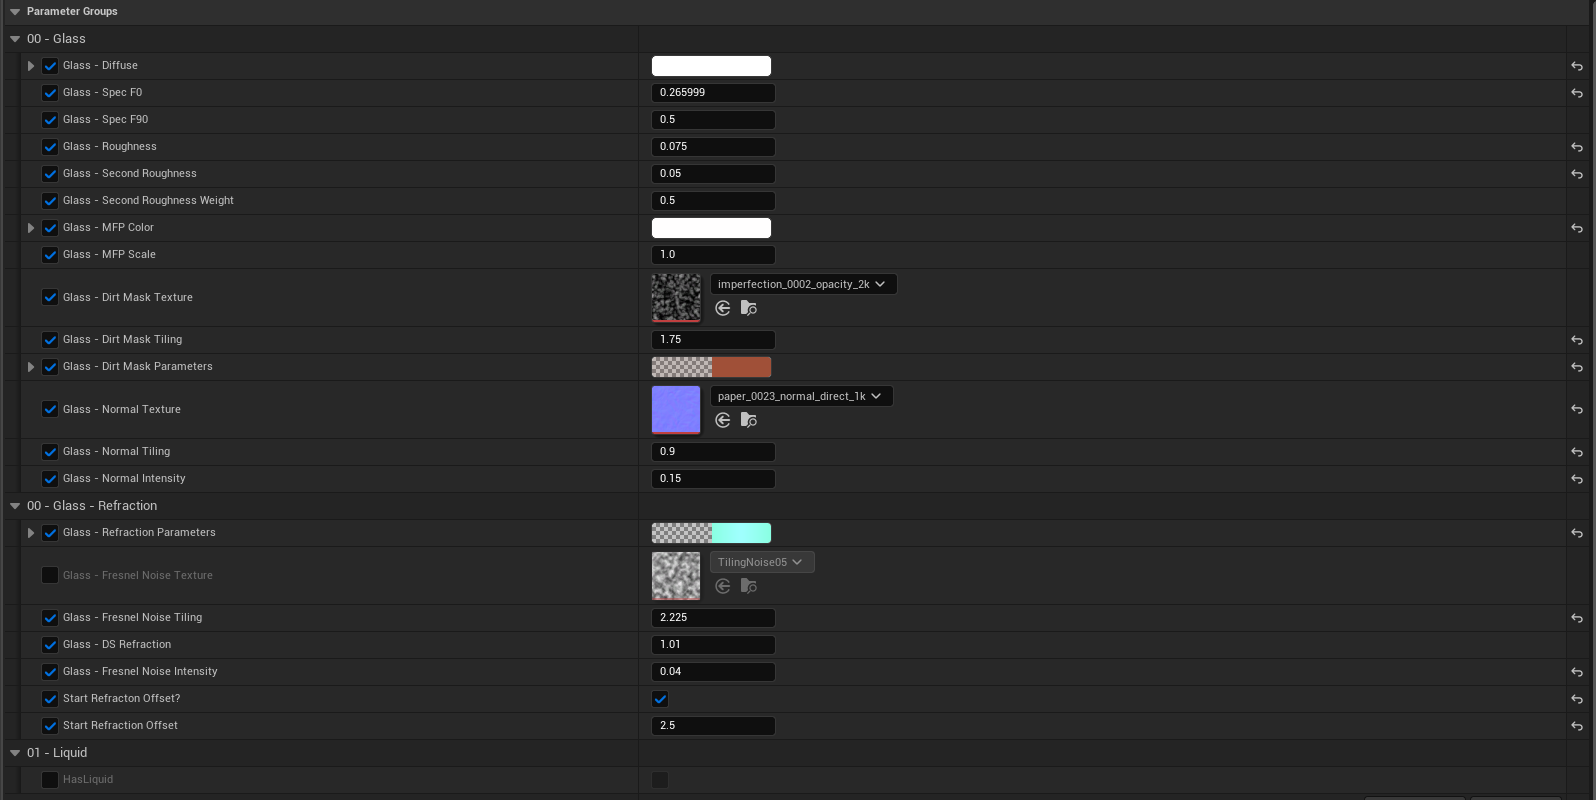 Parameter Groups
00 - Glass
Glass - Diffuse
Glass - Spec F0 0.265999
Glass - Spec F90 0.5
Glass - Roughness 0.075
Glass - Second Roughness 0.05
Glass - Second Roughness Weight 0.5
Glass - MFP Color
Glass - MFP Scale 1.0
Glass - Dirt Mask Texture imperfection_0002_opacity_2k
Glass - Dirt Mask Tiling 1.75
Glass - Dirt Mask Parameters
Glass - Normal Texture paper_0023_normal_direct_1k
Glass - Normal Tiling 0.9
Glass - Normal Intensity 0.15
00 - Glass - Refraction
Glass - Refraction Parameters
Glass - Fresnel Noise Texture TilingNoise05
Glass - Fresnel Noise Tiling 2.225
Glass - DS Refraction 1.01
Glass - Fresnel Noise Intensity 0.04
Start Refracton Offset?
Start Refraction Offset 2.5
01 - Liquid
HasLiquid